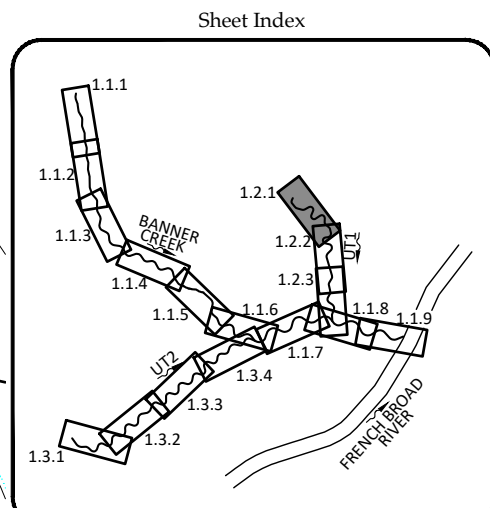 Sheet Index
1.1.1
1.1.2
1.2.1
1.1.3
BANNER
CREEK
1.2.2
UT1
1.1.4
1.2.3
1.1.5
1.1.6
1.1.8
1.1.9
1.1.7
UT2
1.3.4
1.3.3
FRENCH BROAD
RIVER
1.3.2
1.3.1